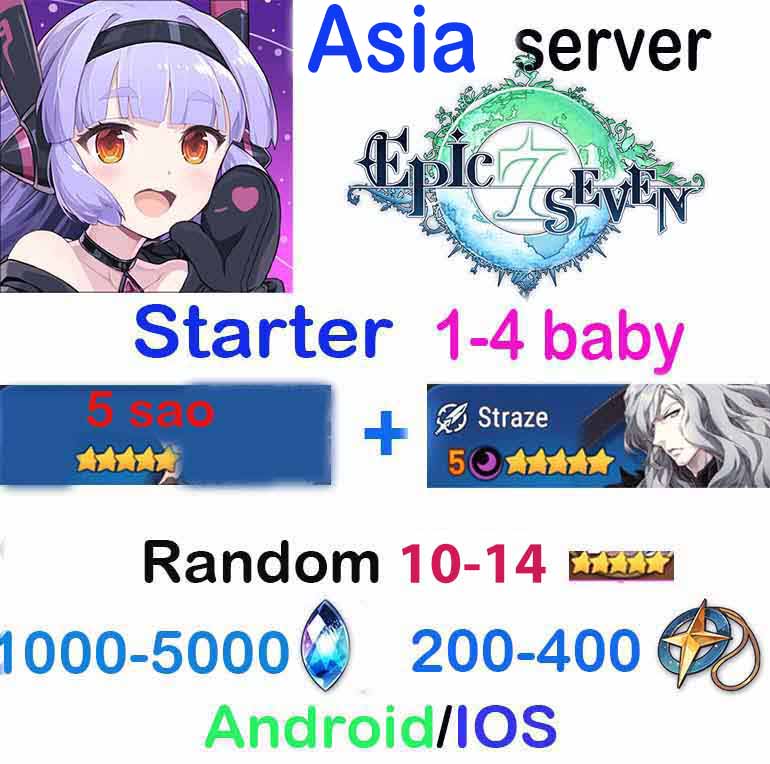 Asia server
Epic 7 SEVEN
Starter 1-4 baby
5 sao
+
Straze
5
Random 10-14
1000-5000 200-400
Android/IOS